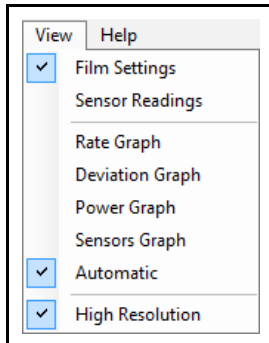 View Help
Film Settings
Sensor Readings
Rate Graph
Deviation Graph
Power Graph
Sensors Graph
Automatic
High Resolution